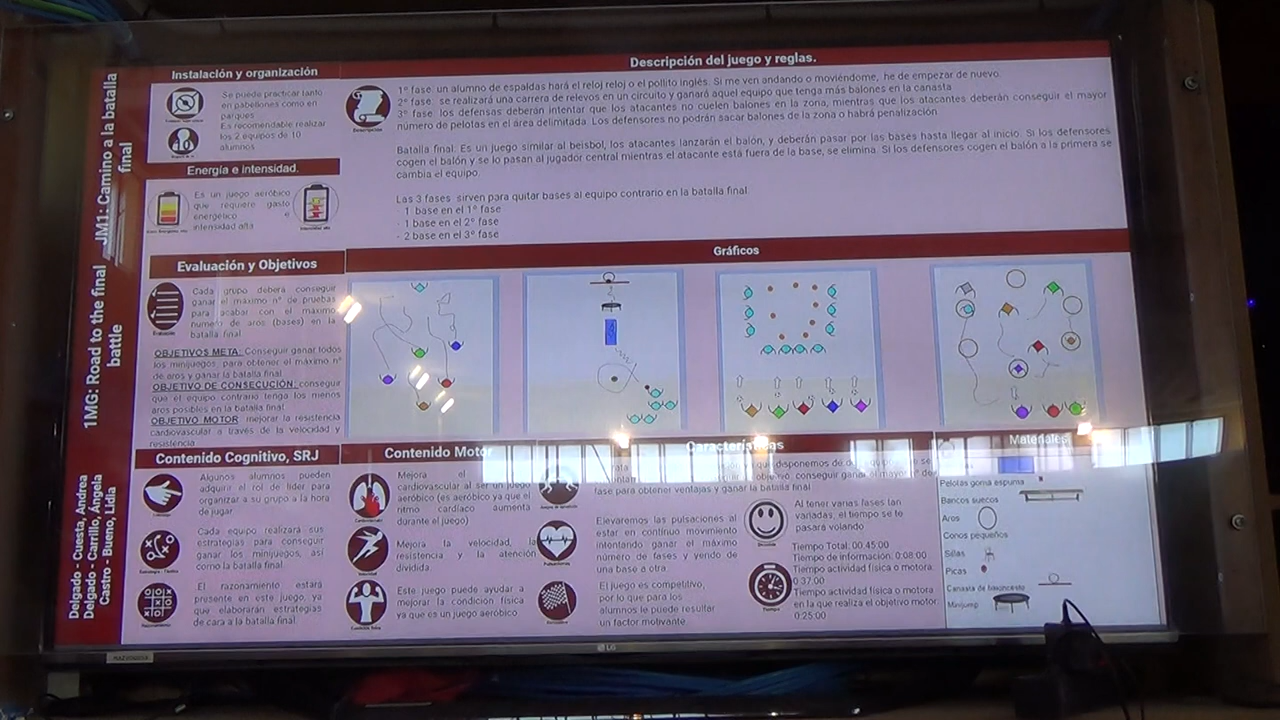 1MG: Road to the final battle
JM1: Camino a la batalla final
Delgado - Cuesta, Andrea
Delgado - Carrillo, Ángela
Castro - Bueno, Lidia
Instalación y organización
Se puede practicar tanto
en pabellones como en
parques
Es recomendable realizar
los 2 equipos de 10
alumnos
Energía e intensidad.
Es un juego aeróbico
que requiere gasto
energético e
intensidad alta
Evaluación y Objetivos
Cada grupo deberá conseguir
ganar el máximo nº de pruebas
para acabar con el máximo
numero de aros (bases) en la
batalla final
Evaluación
OBJETIVOS META: Conseguir ganar todos
los minijuegos, para obtener el máximo nº
de aros y ganar la batalla final
OBJETIVO DE CONSECUCIÓN: conseguir
que el equipo contrario tenga los menos
aros posibles en la batalla final
OBJETIVO MOTOR: mejorar la resistencia
cardiovascular a través de la velocidad y
resistencia
Descripción del juego y reglas.
Descripción
1º fase: un alumno de espaldas hará el reloj reloj o el pollito inglés. Si me ven andando o moviéndome, he de empezar de nuevo.
2º fase: se realizará una carrera de relevos en un circuito y ganará aquel equipo que tenga más balones en la canasta
3º fase: los defensas deberán intentar que los atacantes no cuelen balones en la zona, mientras que los atacantes deberán conseguir el mayor
número de pelotas en el área delimitada. Los defensores no podrán sacar balones de la zona o habrá penalización
Batalla final: Es un juego similar al beisbol, los atacantes lanzarán el balón, y deberán pasar por las bases hasta llegar al inicio. Si los defensores
cogen el balón y se lo pasan al jugador central mientras el atacante está fuera de la base, se elimina. Si los defensores cogen el balón a la primera se
cambia el equipo.
Las 3 fases sirven para quitar bases al equipo contrario en la batalla final.
- 1 base en el 1º fase
- 1 base en el 2º fase
- 2 base en el 3º fase
Gráficos
Contenido Cognitivo, SRJ
Algunos alumnos pueden
adquirir el rol de líder para
organizar a su grupo a la hora
de jugar
Cada equipo realizará sus
estrategias para conseguir
ganar los minijuegos, así
como la batalla final.
El razonamiento estará
presente en este juego, ya
que elaborarán estrategias
de cara a la batalla final.
Contenido Motor
Mejora el
cardiovascular al ser un juego
aeróbico (es aeróbico ya que el
ritmo cardíaco aumenta
durante el juego)
Mejora la velocidad, la
resistencia y la atención
dividida.
Este juego puede ayudar a
mejorar la condición física
ya que es un juego aeróbico
Características
que disponemos de
objetivo conseguir ganar el mayor nº de
fase para obtener ventajas y ganar la batalla final
Elevaremos las pulsaciones al
estar en continuo movimiento
intentando ganar el máximo
número de fases y yendo de
una base a otra
El juego es competitivo,
por lo que para los
alumnos le puede resultar
un factor motivante
Al tener varias fases tan
variadas, el tiempo se te
pasará volando
Tiempo
Tiempo Total: 00:45:00
Tiempo de información: 0:08:00
Tiempo actividad física o motora:
0:37:00
Tiempo actividad física o motora
en la que realiza el objetivo motor:
0:25:00
Materiales
Pelotas goma espuma
Bancos suecos
Aros
Conos pequeños
Sillas
Picas
Canasta de baloncesto
Minijump
LG